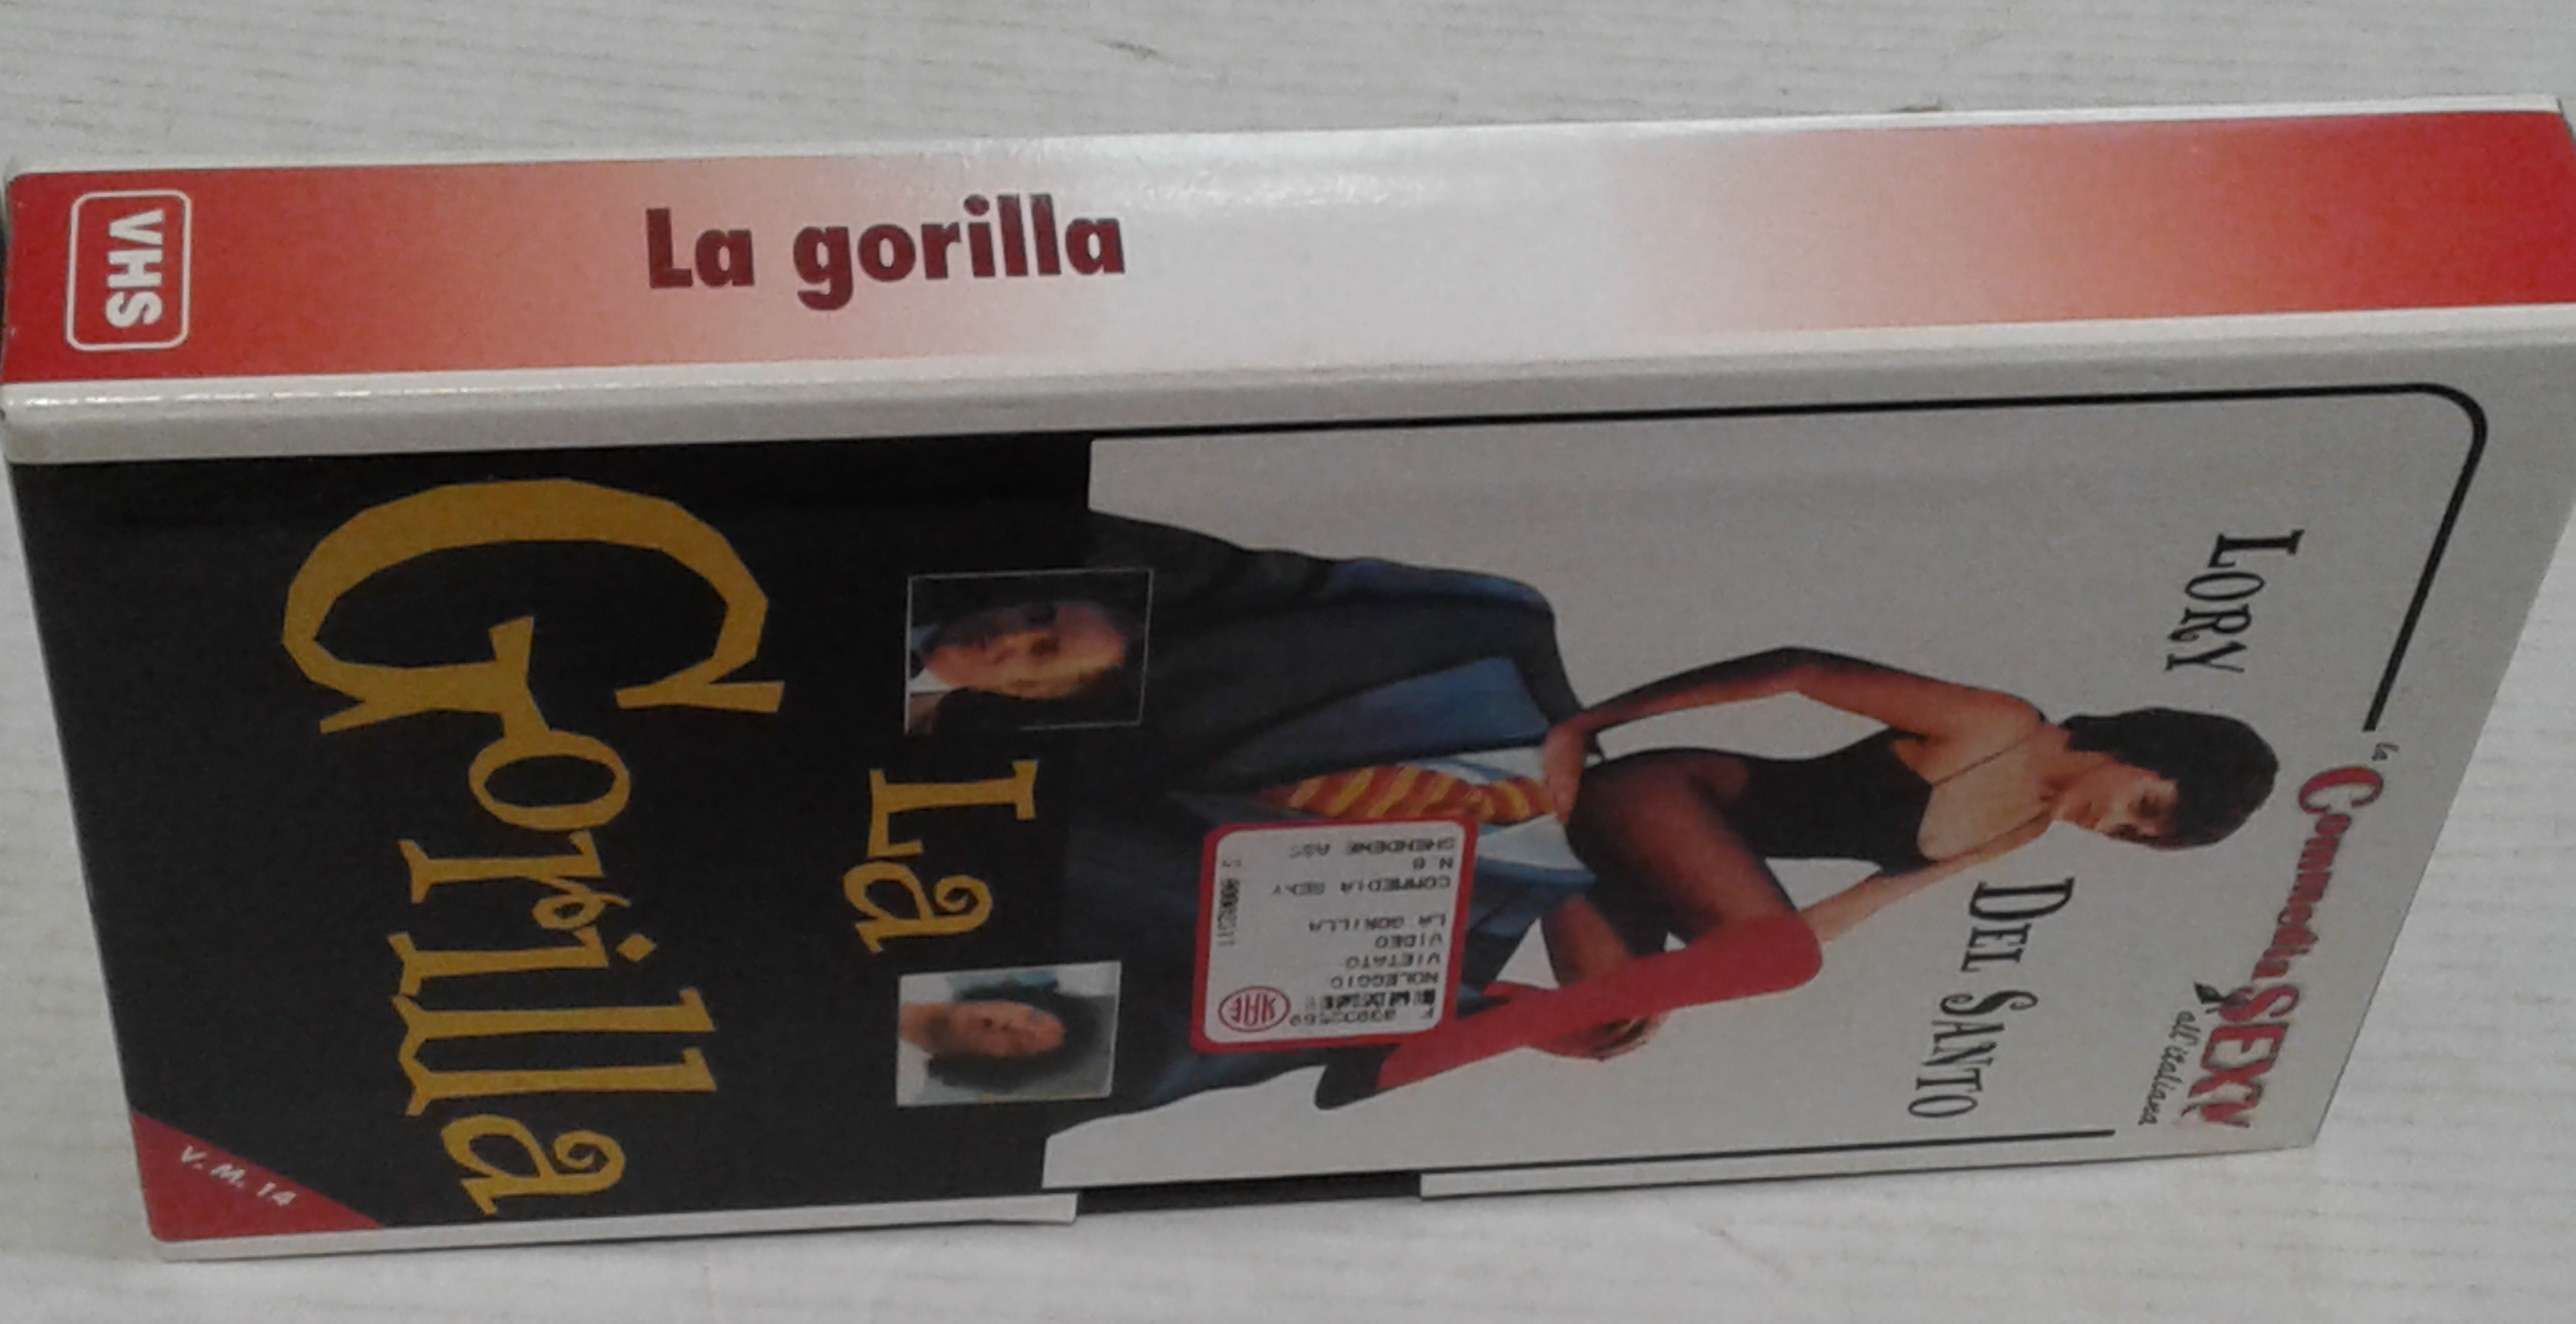 VHS
La gorilla
la Commedia SEXY
all'italiana
LORY
DEL SANTO
La
Gorilla
V. M. 14
NOLEGGIO
VIETATO
VIDEO
LA GORILLA
COMMEDIA SEXY
N 6